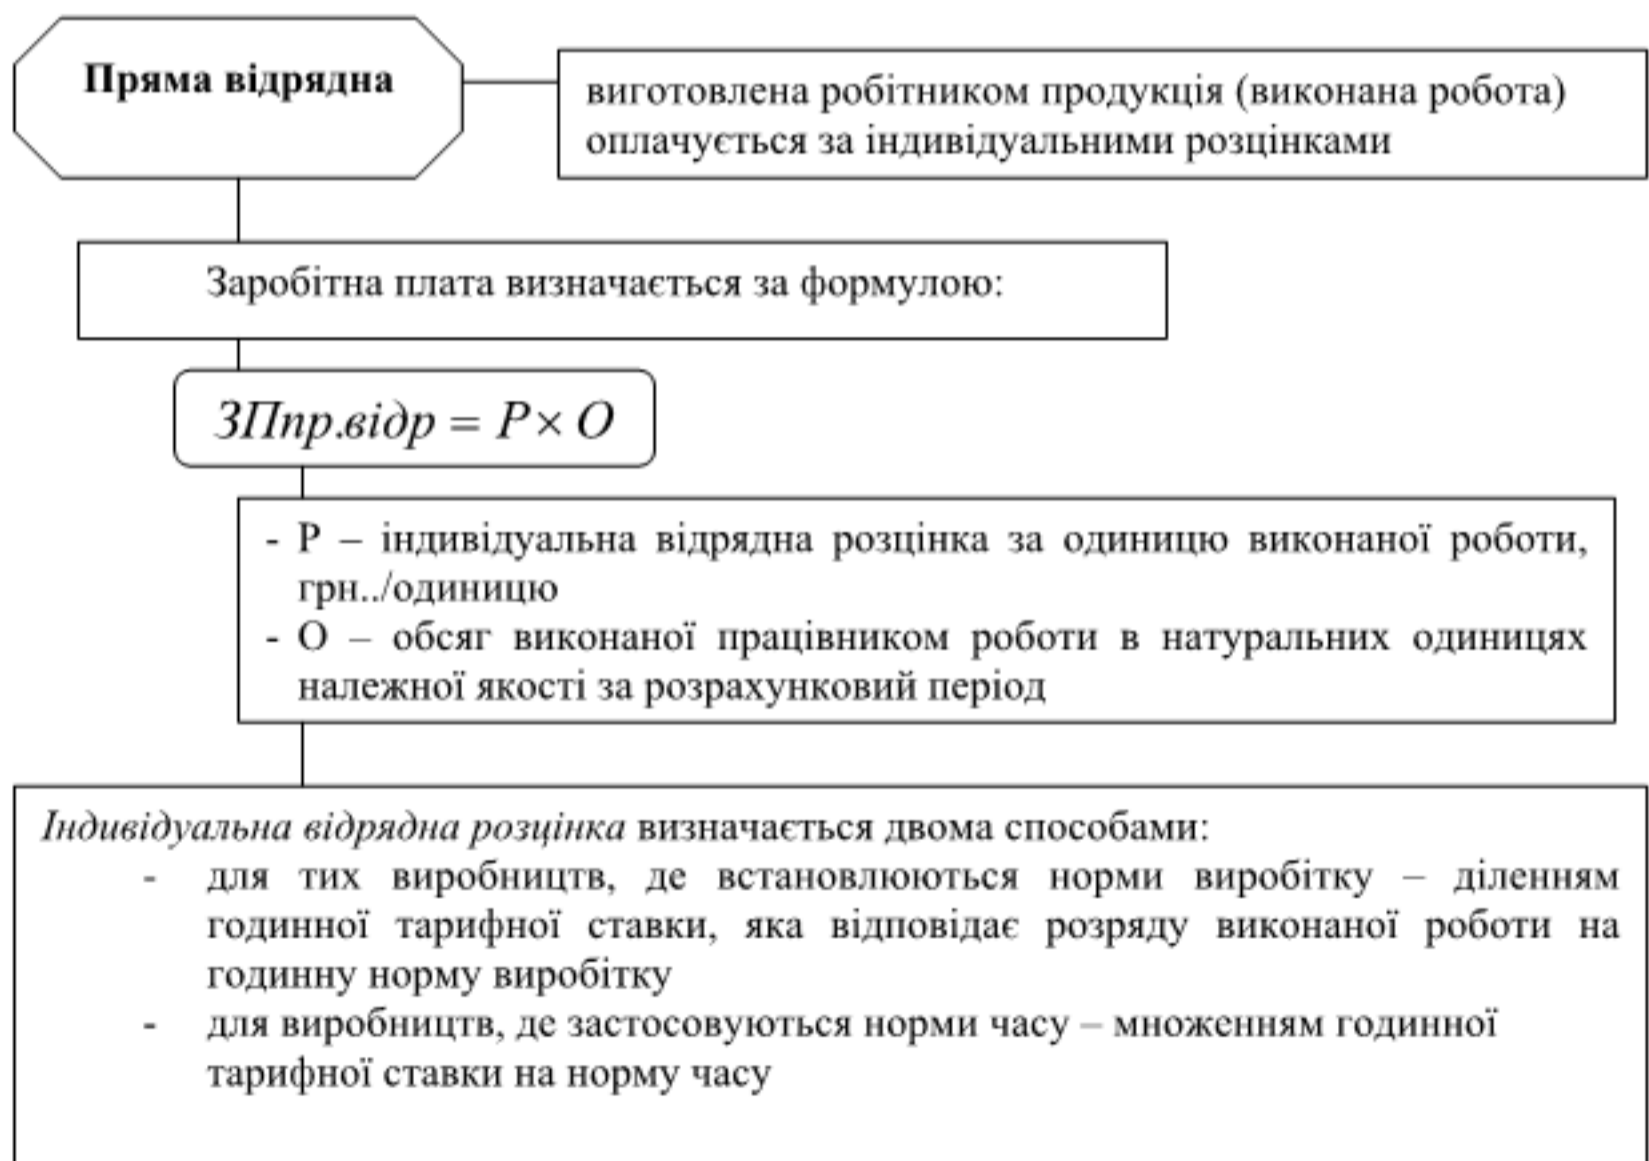 Пряма відрядна
виготовлена робітником продукція (виконана робота)
оплачується за індивідуальними розцінками
Заробітна плата визначається за формулою:
ЗПпр.відр = Р × О
- Р – індивідуальна відрядна розцінка за одиницю виконаної роботи,
грн../одиницю
- О – обсяг виконаної працівником роботи в натуральних одиницях
належної якості за розрахунковий період
Індивідуальна відрядна розцінка визначається двома способами:
- для тих виробництв, де встановлюються норми виробітку – діленням
годинної тарифної ставки, яка відповідає розряду виконаної роботи на
годинну норму виробітку
- для виробництв, де застосовуються норми часу – множенням годинної
тарифної ставки на норму часу